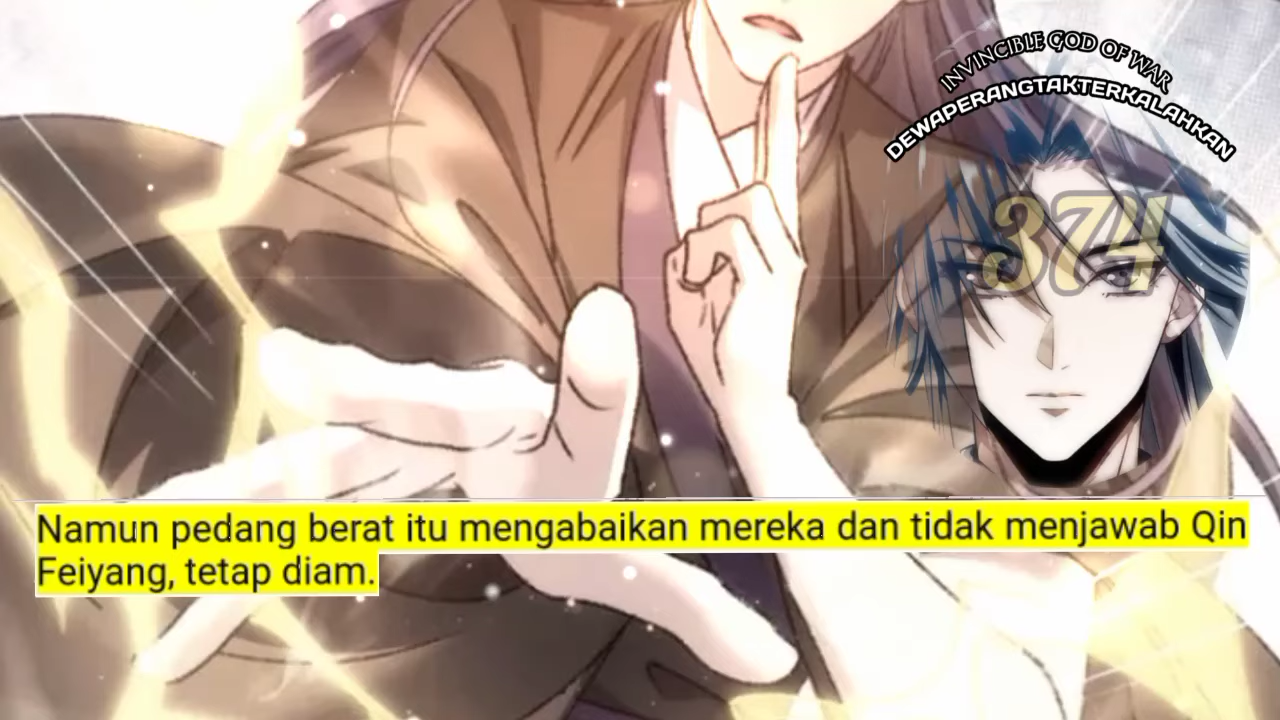 INVINCIBLE GOD OF WAR
DEWAPERANGTAKTERKALAHKAN
374
Namun pedang berat itu mengabaikan mereka dan tidak menjawab Qin
Feiyang, tetap diam.